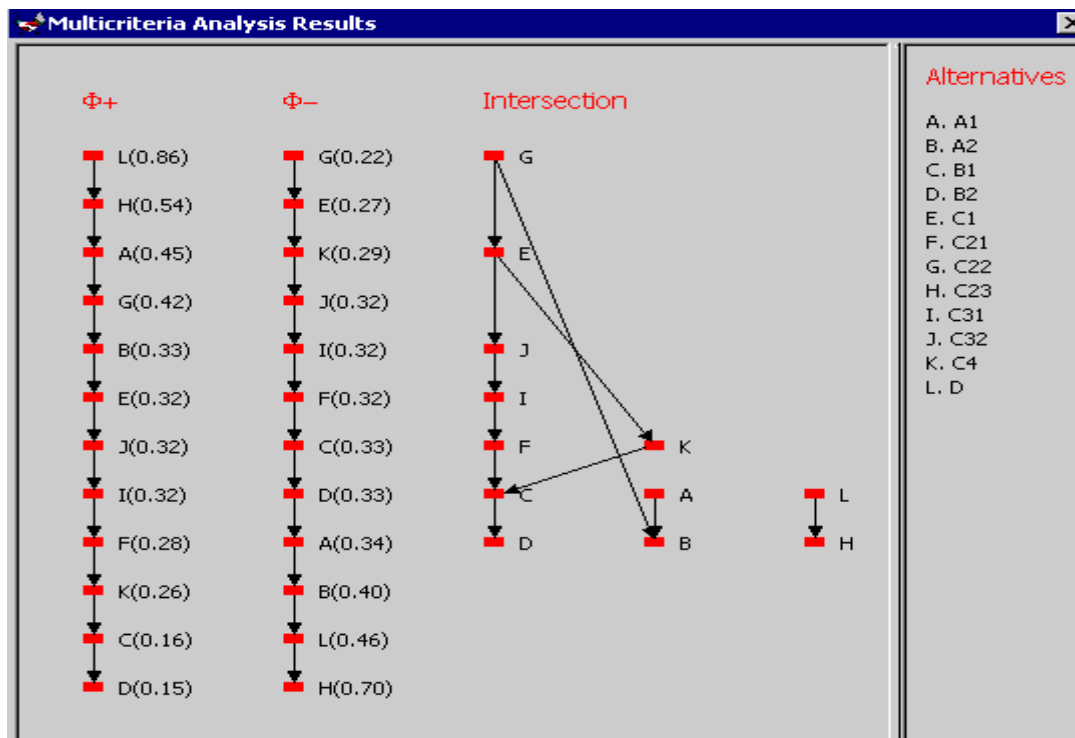 Multicriteria Analysis Results
Φ+
Φ−
Intersection
L(0.86)
H(0.54)
A(0.45)
G(0.42)
B(0.33)
E(0.32)
J(0.32)
I(0.32)
F(0.28)
K(0.26)
C(0.16)
D(0.15)
G(0.22)
E(0.27)
K(0.29)
J(0.32)
I(0.32)
F(0.32)
C(0.33)
D(0.33)
A(0.34)
B(0.40)
L(0.46)
H(0.70)
G
E
J
I
F
C
D
K
A
B
L
H
Alternatives
A. A1
B. A2
C. B1
D. B2
E. C1
F. C21
G. C22
H. C23
I. C31
J. C32
K. C4
L. D